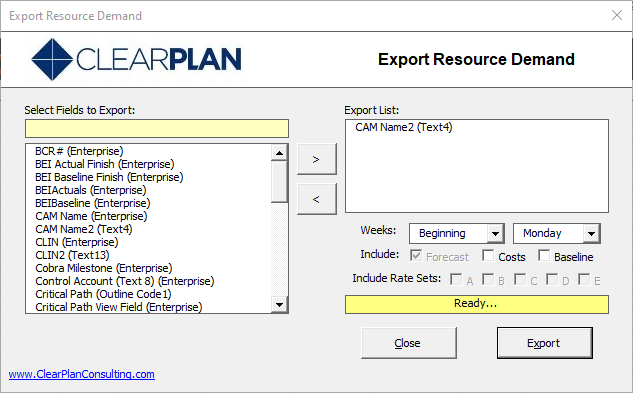 Export Resource Demand
CLEARPLAN
Export Resource Demand
Select Fields to Export:
BCR# (Enterprise)
BEI Actual Finish (Enterprise)
BEI Baseline Finish (Enterprise)
BEIActuals (Enterprise)
BEIBaseline (Enterprise)
CAM Name (Enterprise)
CAM Name2 (Text4)
CLIN (Enterprise)
CLIN2 (Text13)
Cobra Milestone (Enterprise)
Control Account (Text 8) (Enterprise)
Critical Path (Outline Code1)
Critical Path View Field (Enterprise)
>
<
Export List:
CAM Name2 (Text4)
Weeks: Beginning Monday
Include: Forecast Costs Baseline
Include Rate Sets: A B C D E
Ready...
Close Export
www.ClearPlanConsulting.com